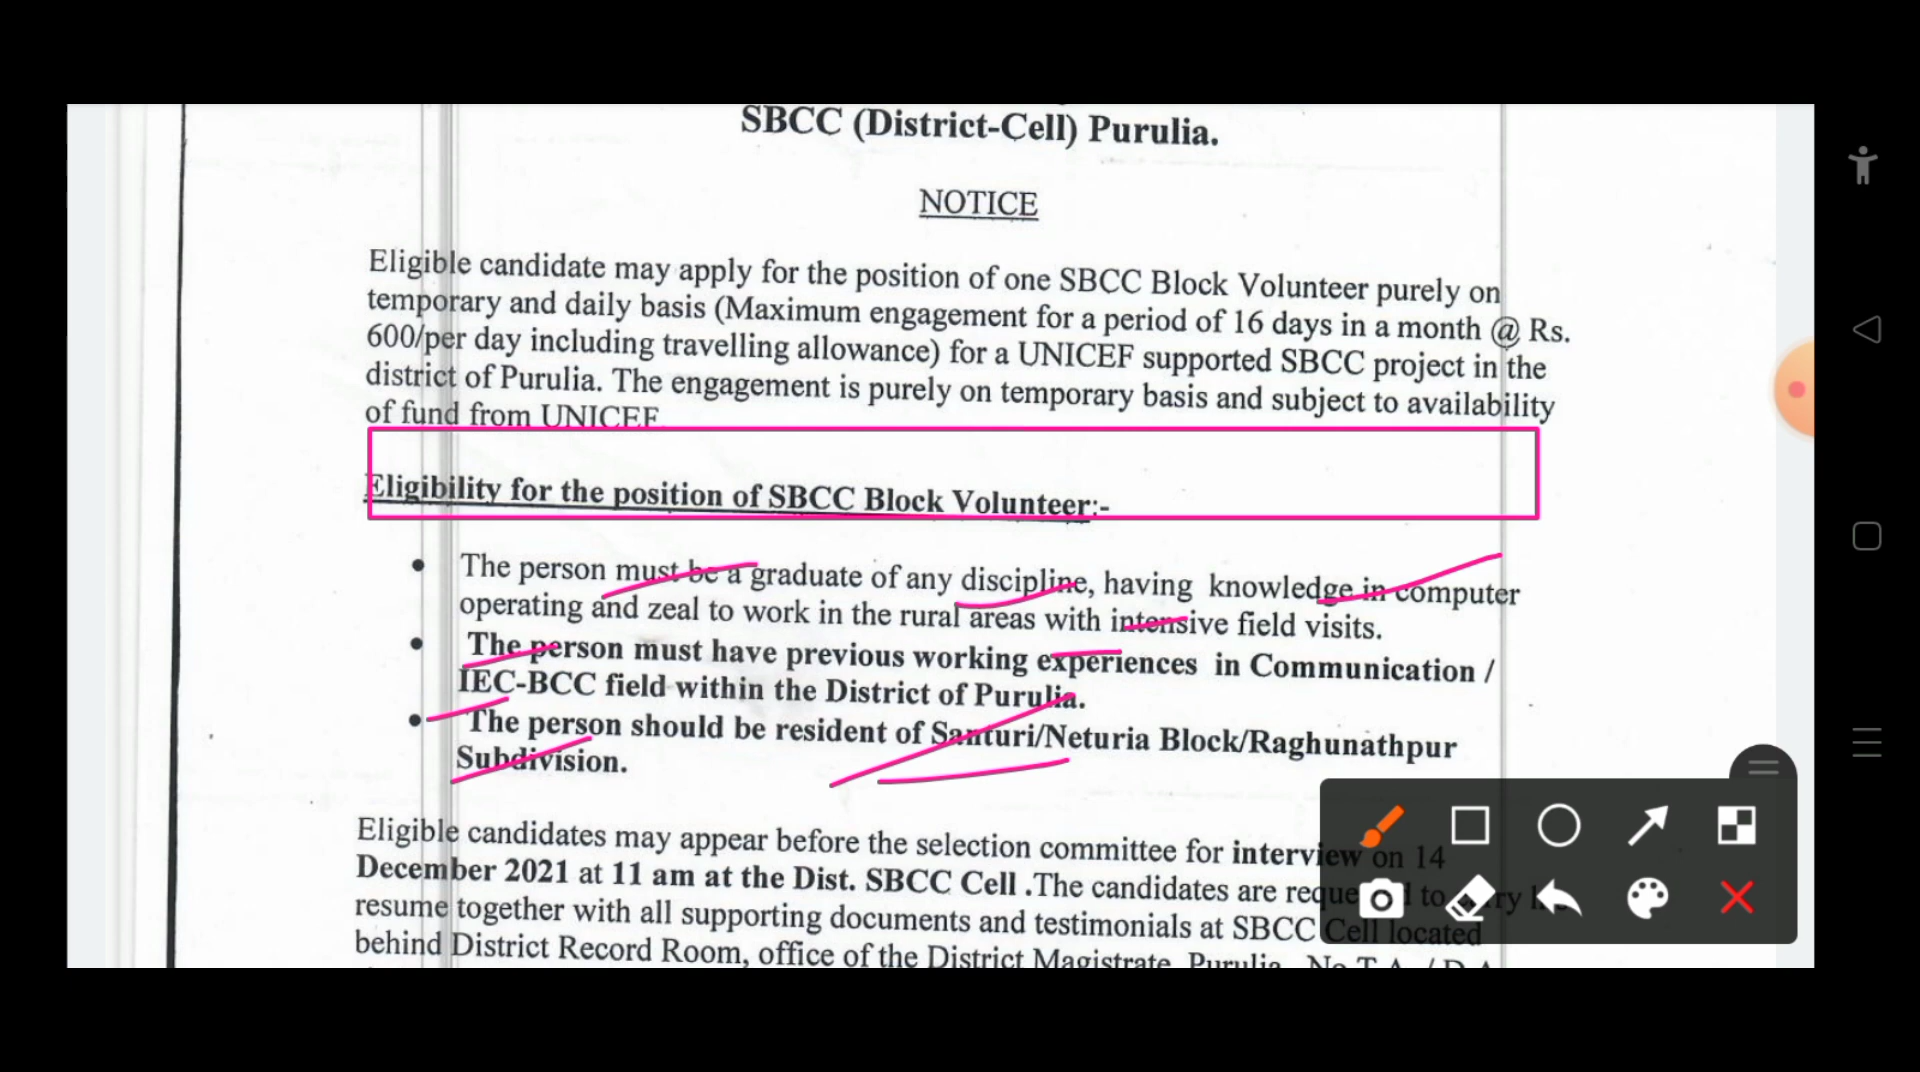 SBCC (District-Cell) Purulia.
NOTICE
Eligible candidate may apply for the position of one SBCC Block Volunteer purely on
temporary and daily basis (Maximum engagement for a period of 16 days in a month @ Rs.
600/per day including travelling allowance) for a UNICEF supported SBCC project in the
district of Purulia. The engagement is purely on temporary basis and subject to availability
of fund from UNICEF
Eligibility for the position of SBCC Block Volunteer:-
• The person must be a graduate of any discipline, having knowledge in computer
operating and zeal to work in the rural areas with intensive field visits.
• The person must have previous working experiences in Communication /
IEC-BCC field within the District of Purulia.
• The person should be resident of Santuri/Neturia Block/Raghunathpur
Subdivision.
Eligible candidates may appear before the selection committee for interview on 14
December 2021 at 11 am at the Dist. SBCC Cell .The candidates are to
resume together with all supporting documents and testimonials at SBCC Cell located
behind District Record Room, office of the District Magistrate, Purulia. No T.A. / D.A